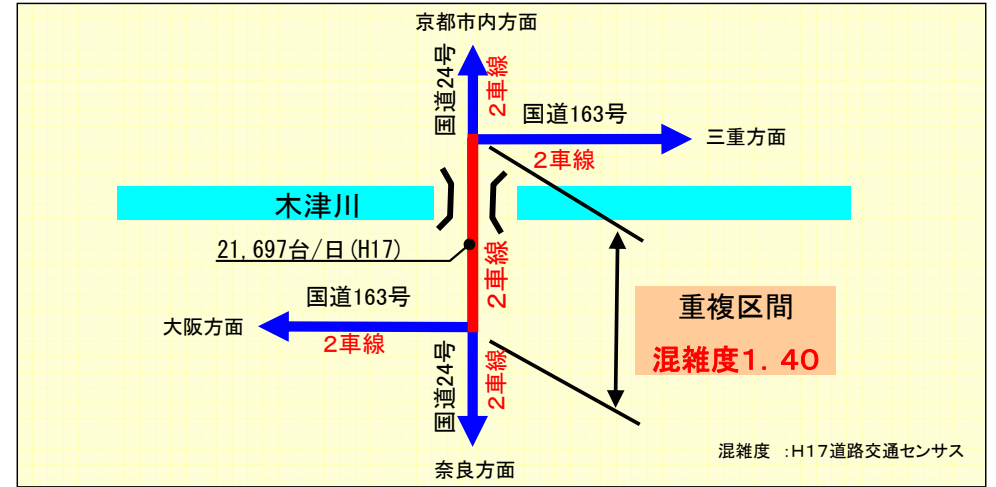 京都市内方面
国道24号
2車線
国道163号
三重方面
2車線
木津川
21,697台/日(H17)
2車線
国道163号
重複区間
大阪方面
2車線
混雑度1.40
国道24号
2車線
混雑度 :H17道路交通センサス
奈良方面